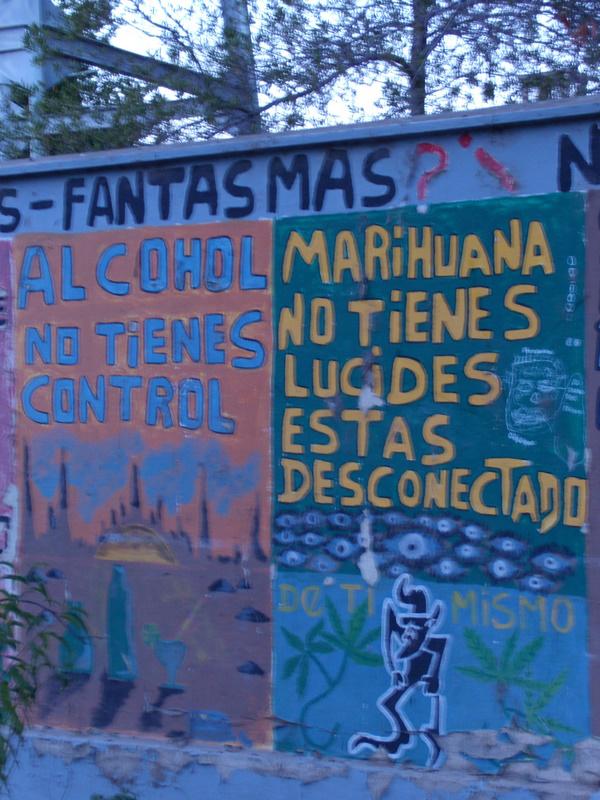 S-FANTASMAS ?' N
ALCOHOL
NO TIENES
CONTROL
MARiHUANA
NO TiENES
LUCiDES
ESTAS
DESCONECTADO
DE TI MiSMO